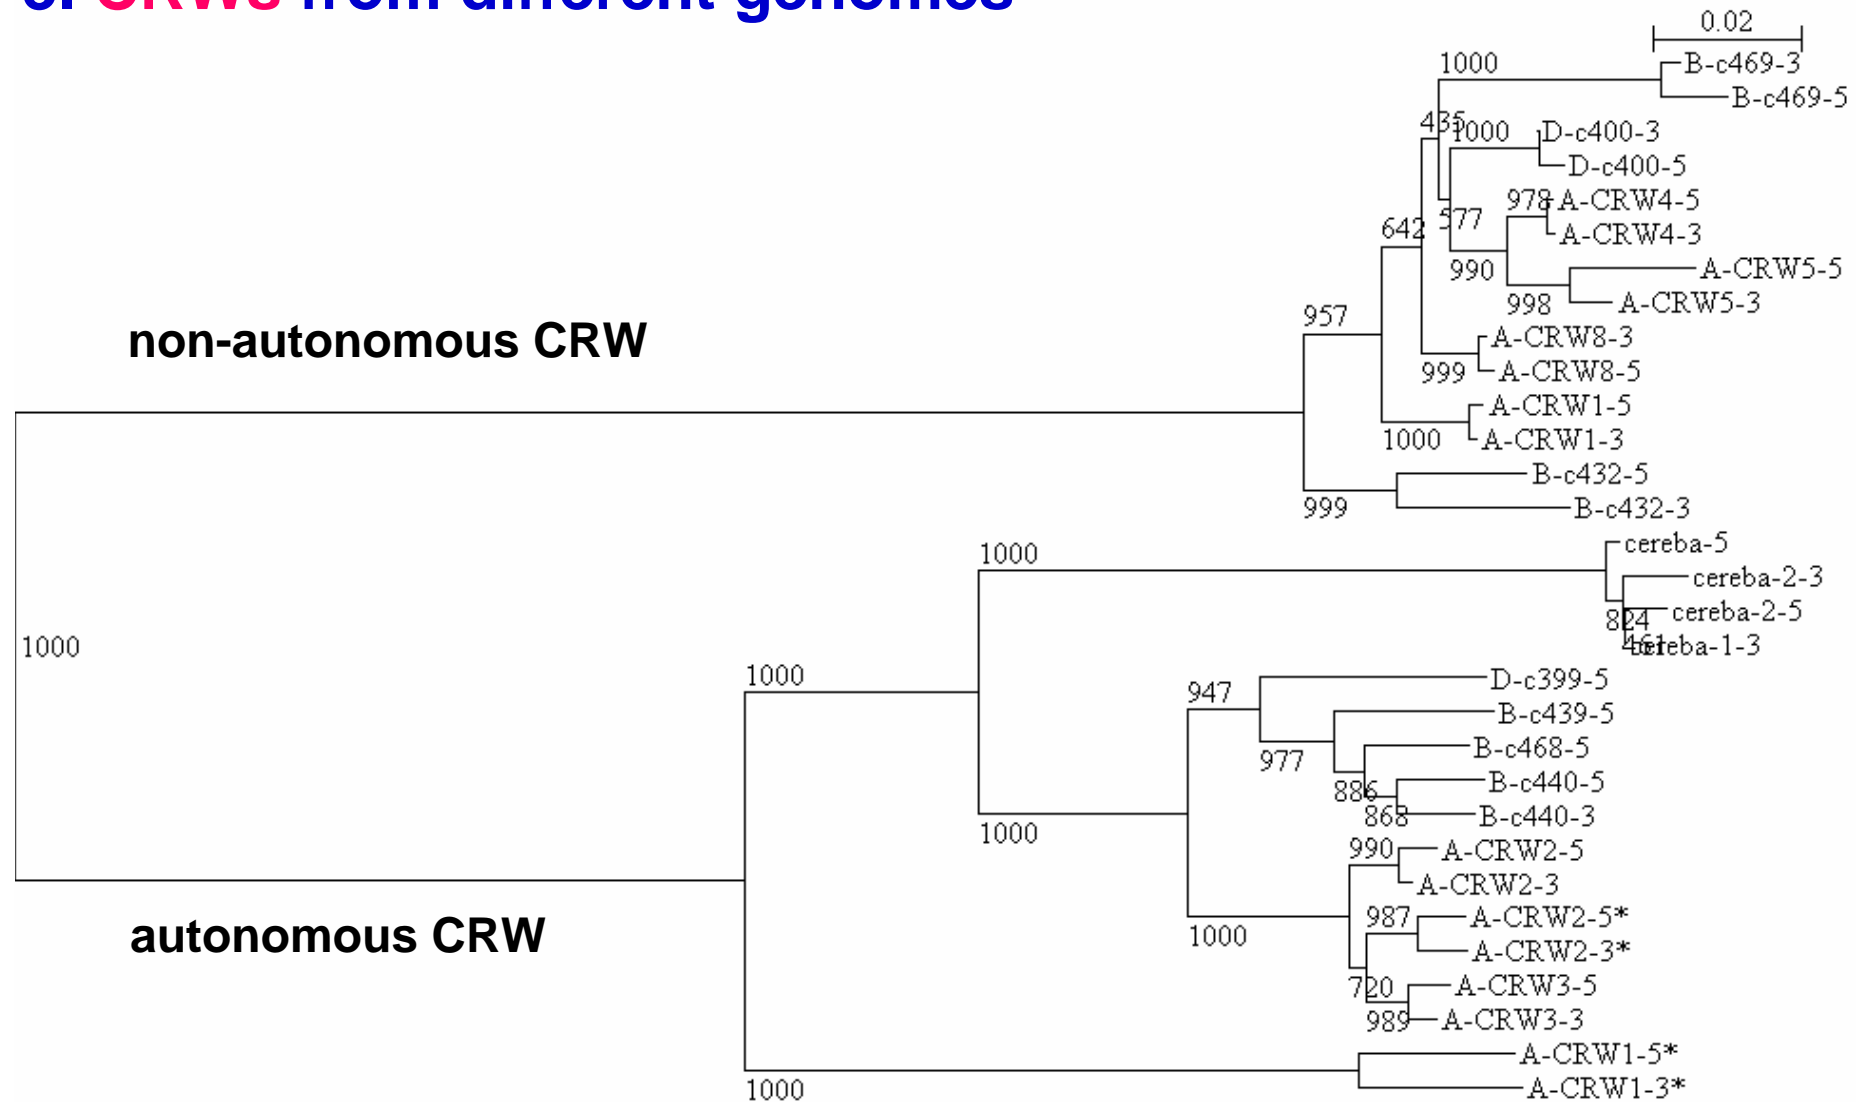 of CRWs from different genomes
0.02
1000
B-c469-3
B-c469-5
435
1000
D-c400-3
D-c400-5
978
A-CRW4-5
577
642
A-CRW4-3
990
A-CRW5-5
998
A-CRW5-3
957
non-autonomous CRW
A-CRW8-3
999
A-CRW8-5
A-CRW1-5
1000
A-CRW1-3
B-c432-5
999
B-c432-3
1000
cereba-5
cereba-2-3
824
cereba-2-5
461
cereba-1-3
1000
1000
947
D-c399-5
B-c439-5
977
B-c468-5
886
B-c440-5
868
B-c440-3
1000
990
A-CRW2-5
A-CRW2-3
987
A-CRW2-5*
autonomous CRW
1000
A-CRW2-3*
720
A-CRW3-5
989
A-CRW3-3
A-CRW1-5*
1000
A-CRW1-3*